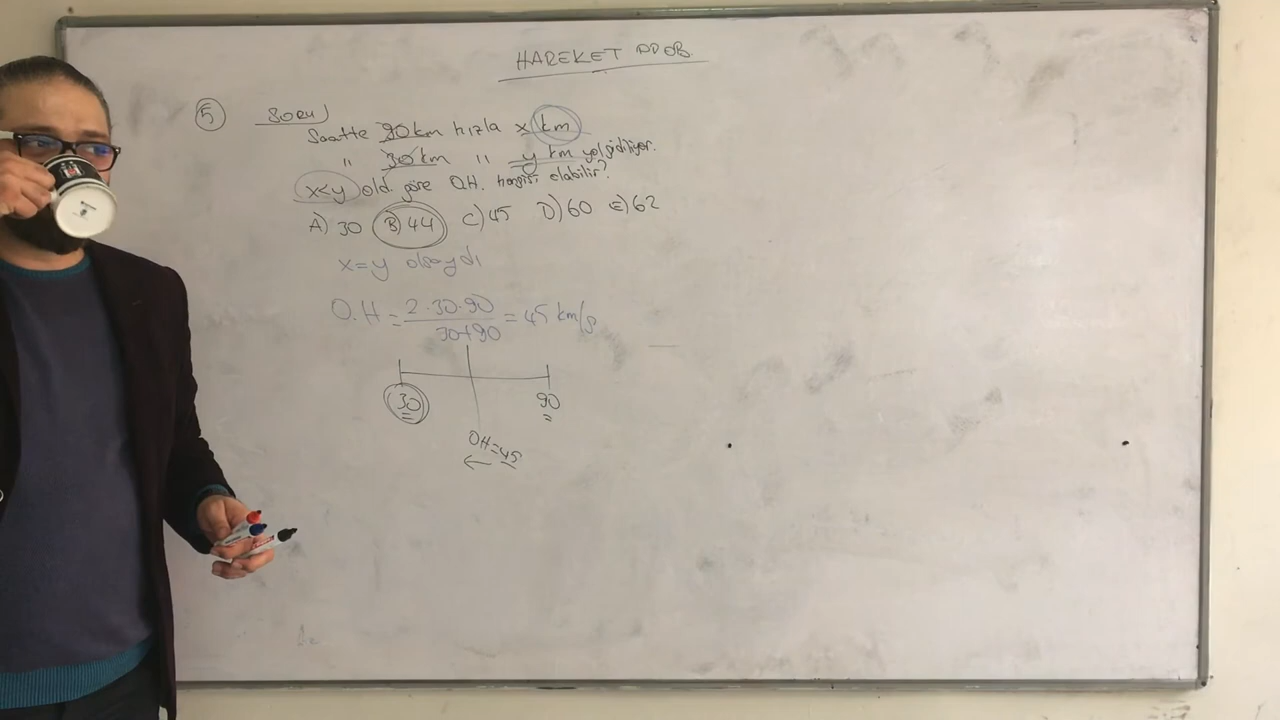 HAREKET PROB.
5 Soru
Saatte 90km hızla x km
" 30km " y km yol gidiliyor.
x<y old. göre O.H. hangisi olabilir?
A) 30 B) 44 C) 45 D) 60 E) 62
x=y olsaydı
O.H = 2.30.90 / 30+90 = 45 km/s
30 90
OH=45
←